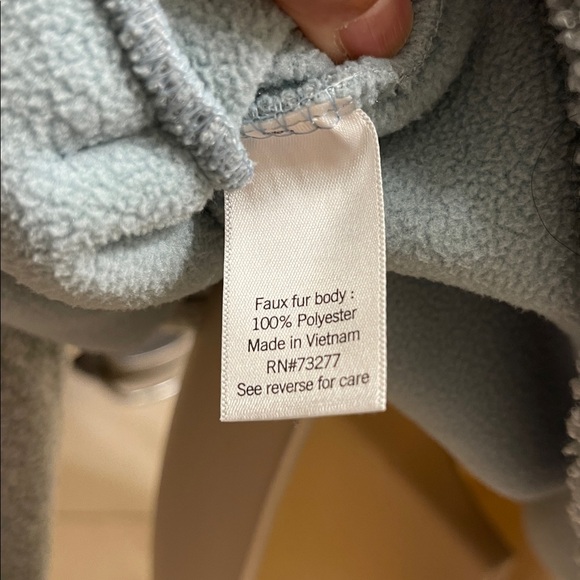 Faux fur body :
100% Polyester
Made in Vietnam
RN#73277
See reverse for care